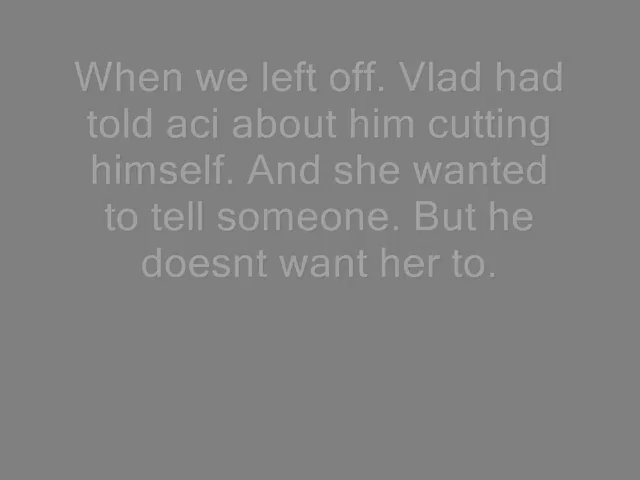 When we left off. Vlad had
told aci about him cutting
himself. And she wanted
to tell someone. But he
doesnt want her to.